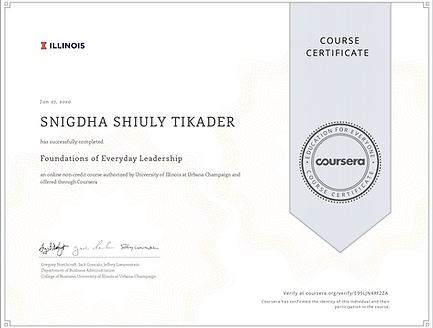 ILLINOIS
COURSE
CERTIFICATE
Jun 27, 2020
SNIGDHA SHIULY TIKADER
has successfully completed
Foundations of Everyday Leadership
an online non-credit course authorized by University of Illinois at Urbana-Champaign and
offered through Coursera
EDUCATION FOR EVERYONE
coursera
COURSE CERTIFICATE
Gregory Northcraft, Jack Goncalo, Jeffrey Loewenstein
Department of Business Administration
College of Business University of Illinois at Urbana-Champaign
Verify at coursera.org/verify/
Coursera has confirmed the identity of this individual and their
participation in the course.